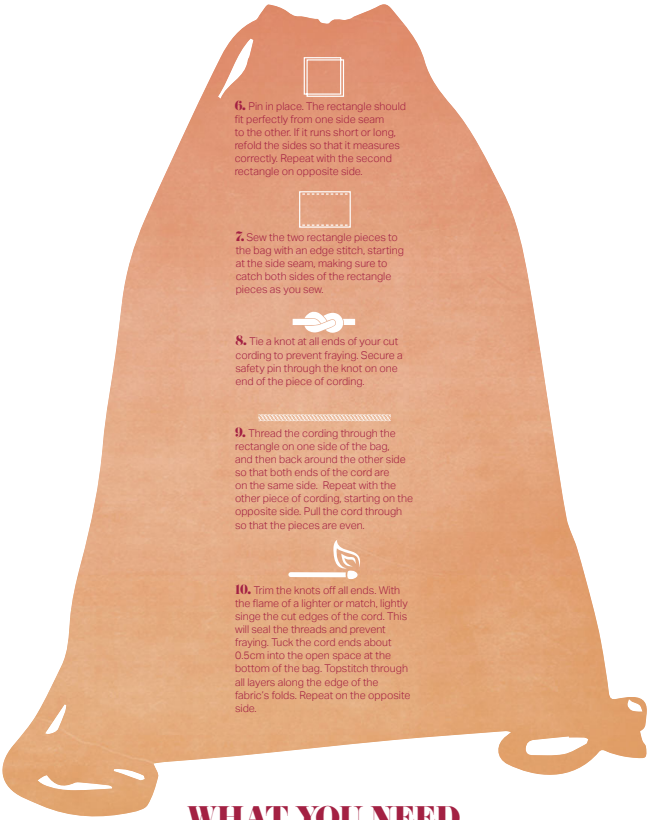 6. Pin in place. The rectangle should
fit perfectly from one side seam
to the other. If it runs short or long,
refold the sides so that it measures
correctly. Repeat with the second
rectangle on opposite side.
7. Sew the two rectangle pieces to
the bag with an edge stitch, starting
at the side seam, making sure to
catch both sides of the rectangle
pieces as you sew.
8. Tie a knot at all ends of your cut
cording to prevent fraying. Secure a
safety pin through the knot on one
end of the piece of cording.
9. Thread the cording through the
rectangle on one side of the bag,
and then back around the other side
so that both ends of the cord are
on the same side. Repeat with the
other piece of cording, starting on the
opposite side. Pull the cord through
so that the pieces are even.
10. Trim the knots off all ends. With
the flame of a lighter or match, lightly
singe the cut edges of the cord. This
will seal the threads and prevent
fraying. Tuck the cord ends about
0.5cm into the open space at the
bottom of the bag. Topstitch through
all layers along the edge of the
fabric's folds. Repeat on the opposite
side.
WHAT YOU NEED